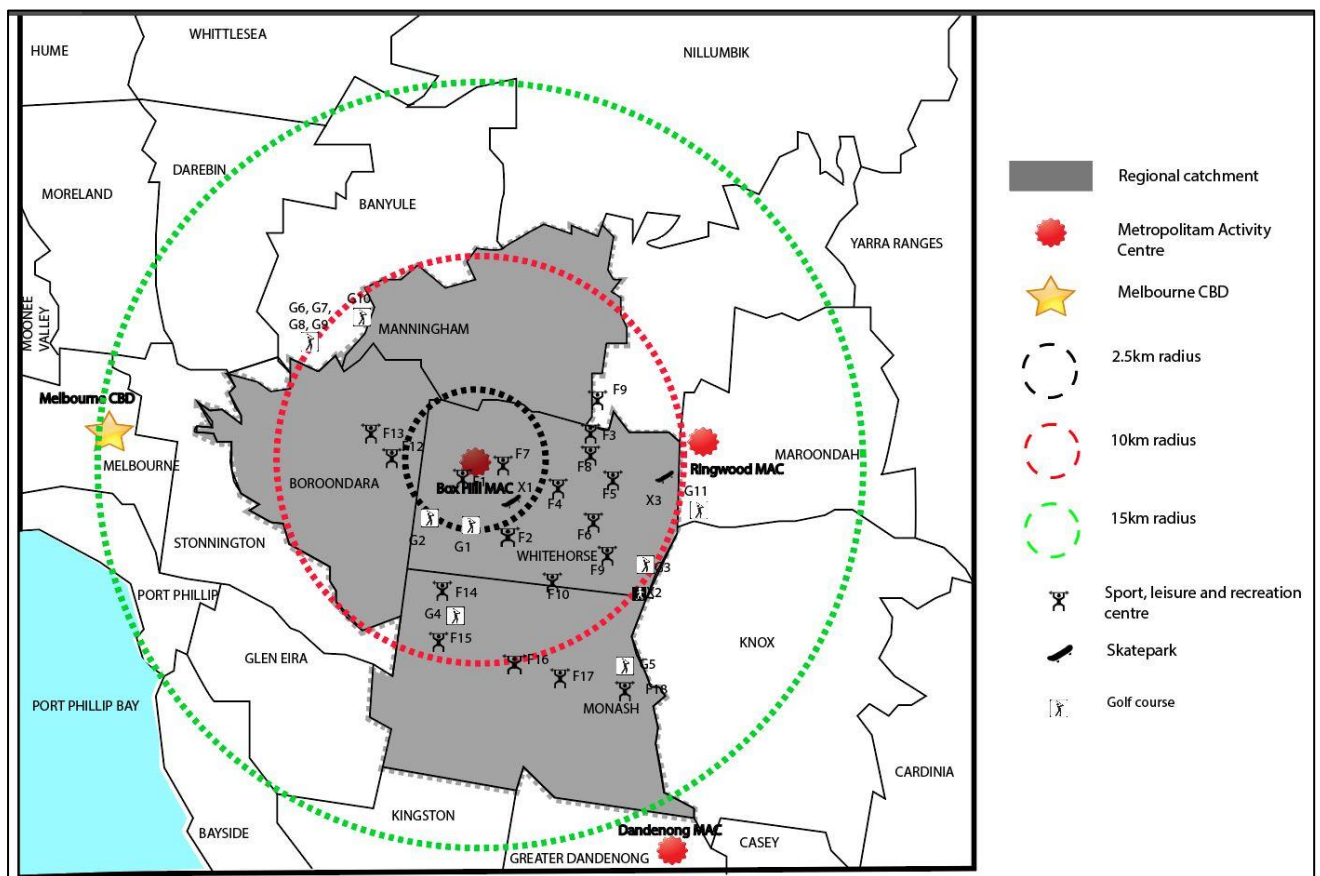 WHITTLESEA
HUME
NILLUMBIK
DAREBIN
MORELAND
BANYULE
YARRA RANGES
G10
G6, G7,
G8, G9
MOONEE
VALLEY
MANNINGHAM
F9
Melbourne CBD
F13
F3
F12
F7
F8
MELBOURNE
Ringwood MAC
MAROONDAH
BOROONDARA
F1
Box Hill MAC
X1
F4
F5
X3
G11
G2
G1
F2
F6
STONNINGTON
WHITEHORSE
F9
G3
PORT PHILLIP
F14
F10
X2
G4
F15
KNOX
GLEN EIRA
F16
G5
F17
F18
PORT PHILLIP BAY
MONASH
CARDINIA
KINGSTON
BAYSIDE
Dandenong MAC
CASEY
GREATER DANDENONG
Regional catchment
Metropolitam Activity
Centre
Melbourne CBD
2.5km radius
10km radius
15km radius
Sport, leisure and recreation
centre
Skatepark
Golf course